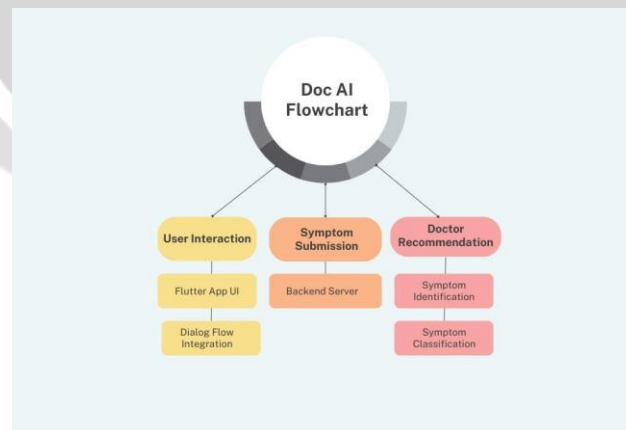 Doc AI
Flowchart
User Interaction
Symptom
Submission
Doctor
Recommendation
Flutter App UI
Backend Server
Symptom
Identification
Dialog Flow
Integration
Symptom
Classification